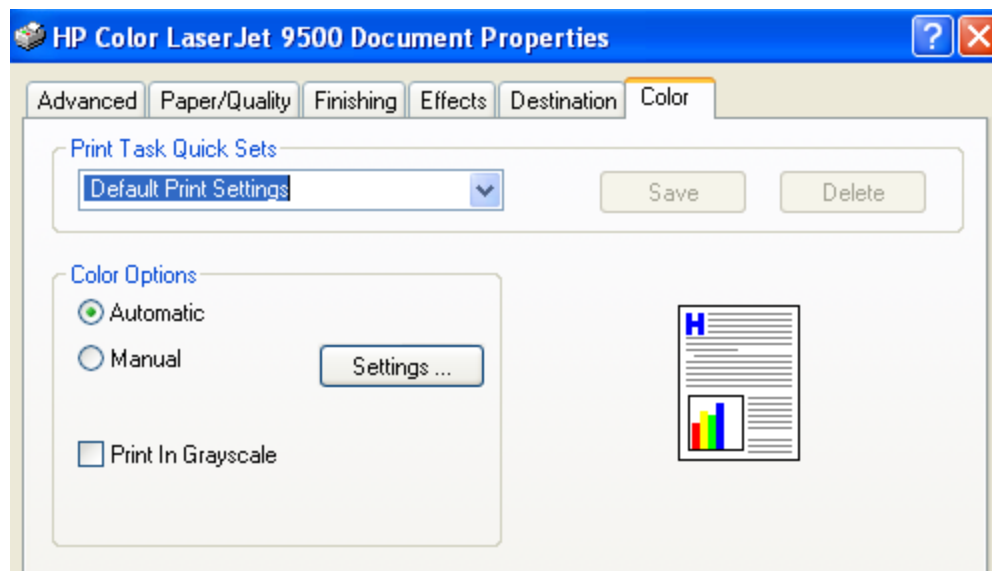 HP Color LaserJet 9500 Document Properties
Advanced Paper/Quality Finishing Effects Destination Color
Print Task Quick Sets
Default Print Settings Save Delete
Color Options
Automatic
Manual Settings ...
Print In Grayscale
H